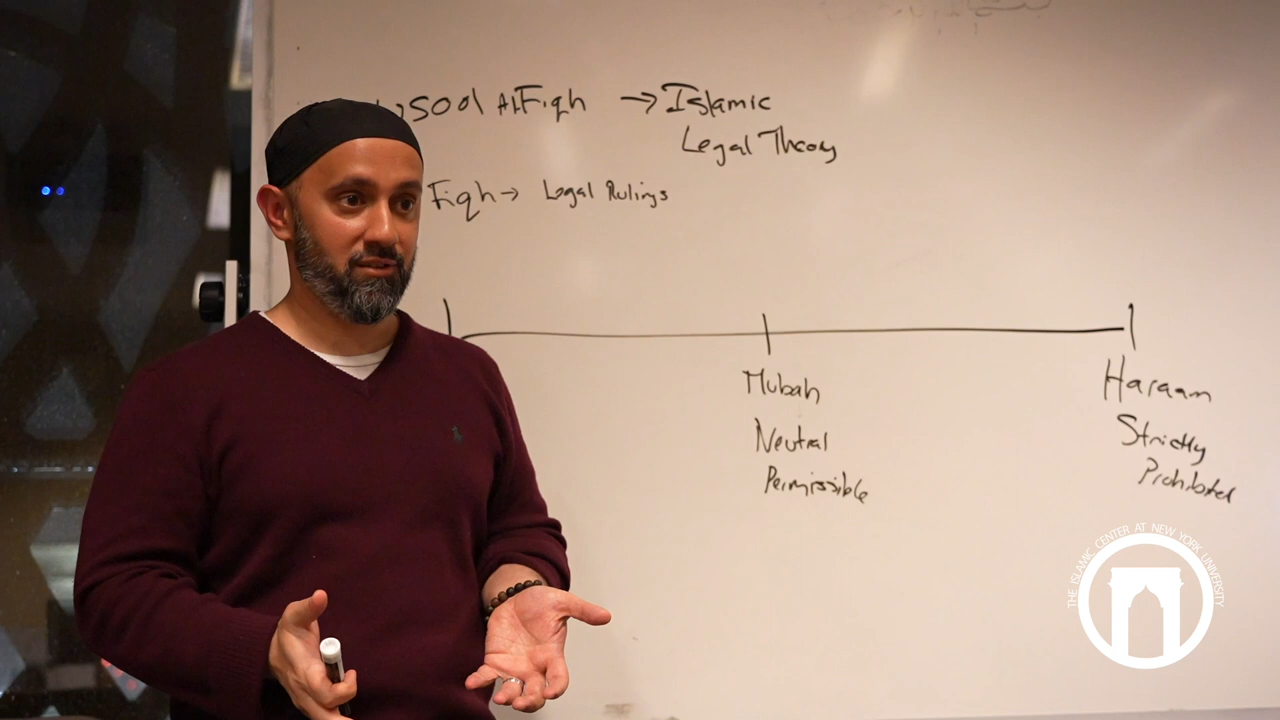 sool Al Fiqh → Islamic
Legal Theory
Fiqh → Legal Rulings
Mubah
Neutral
Permissible
Haraam
Strictly
Prohibited
THE ISLAMIC CENTER AT NEW YORK UNIVERSITY